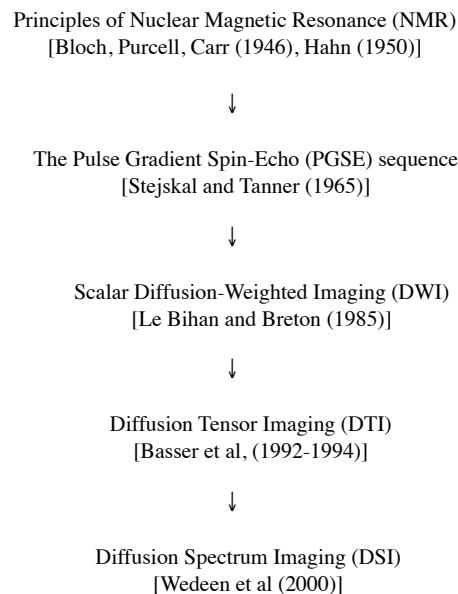 Principles of Nuclear Magnetic Resonance (NMR)
[Bloch, Purcell, Carr (1946), Hahn (1950)]
↓
The Pulse Gradient Spin-Echo (PGSE) sequence
[Stejskal and Tanner (1965)]
↓
Scalar Diffusion-Weighted Imaging (DWI)
[Le Bihan and Breton (1985)]
↓
Diffusion Tensor Imaging (DTI)
[Basser et al, (1992-1994)]
↓
Diffusion Spectrum Imaging (DSI)
[Wedeen et al (2000)]